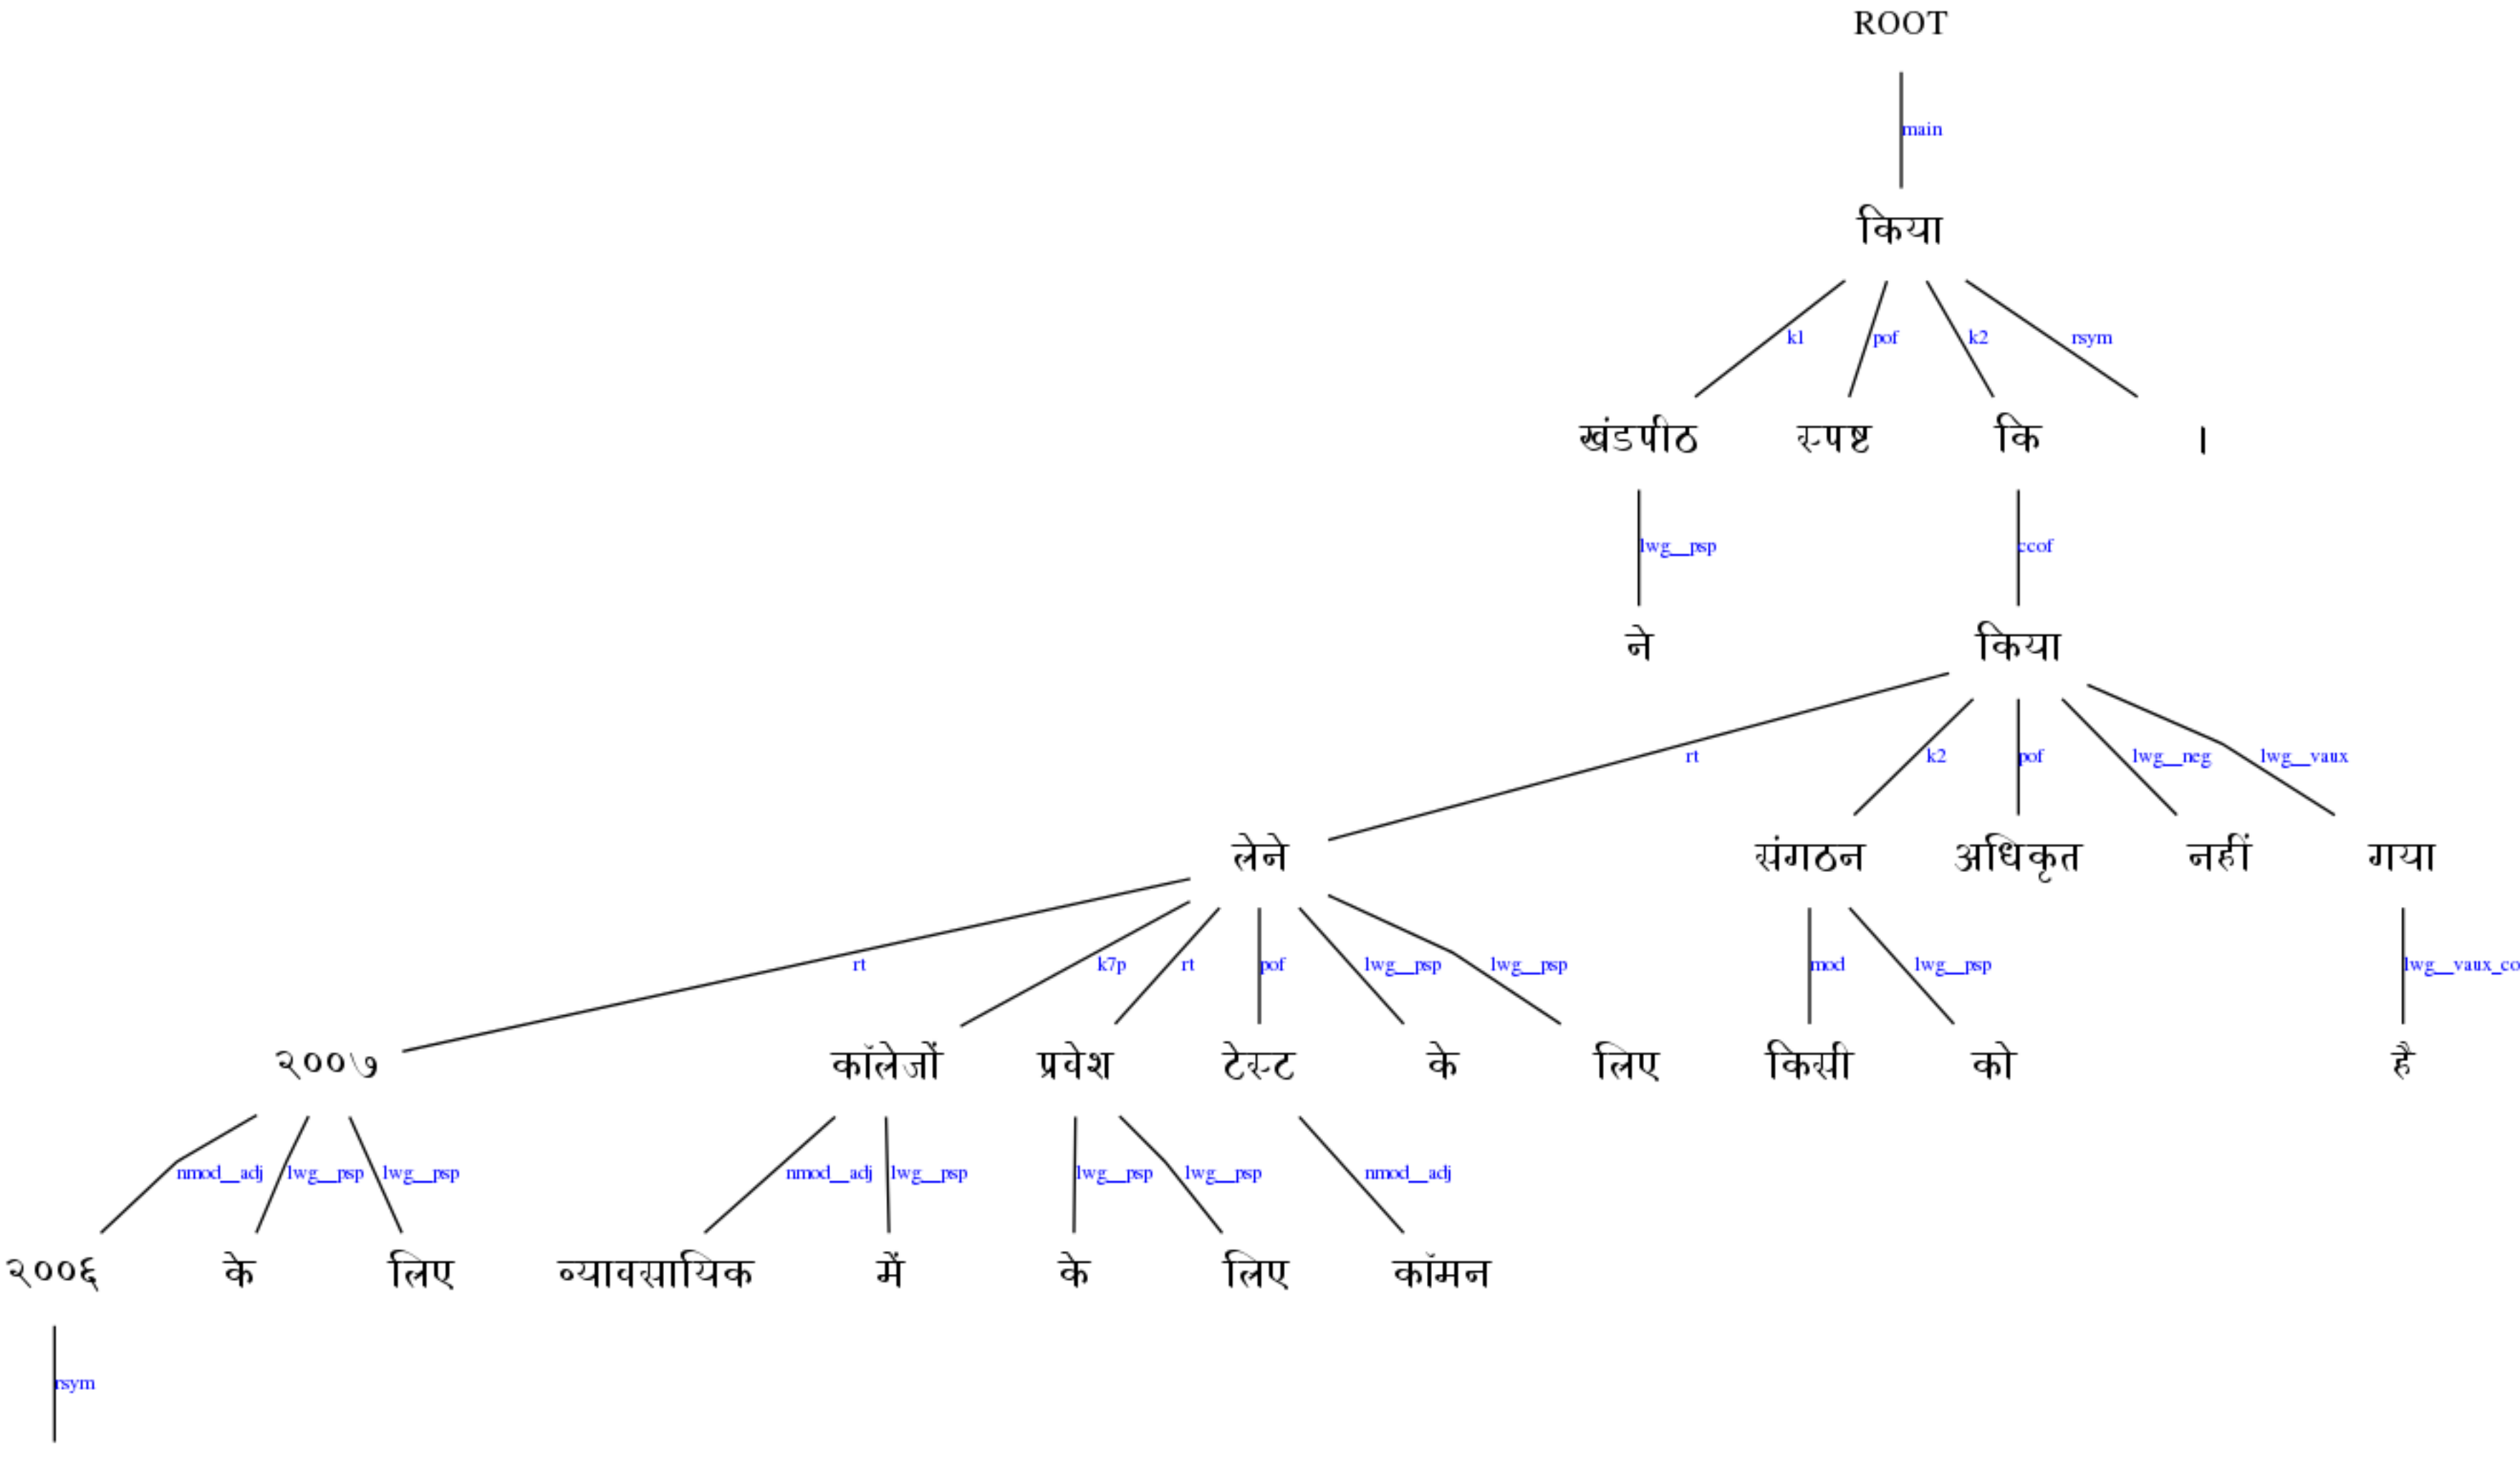 ROOT
main
किया
k1 pof k2 rsym
खंडपीठ स्पष्ट कि ।
lwg__psp ccof
ने किया
rt k2 pof lwg__neg lwg__vaux
लेने संगठन अधिकृत नहीं गया
rt k7p rt pof lwg__psp lwg__psp mod lwg__psp lwg__vaux_co
२००७ कॉलेजों प्रवेश टेस्ट के लिए किसी को है
nmod__adj lwg__psp lwg__psp nmod__adj lwg__psp lwg__psp lwg__psp nmod__adj
२००६ के लिए व्यावसायिक में के लिए कॉमन
rsym